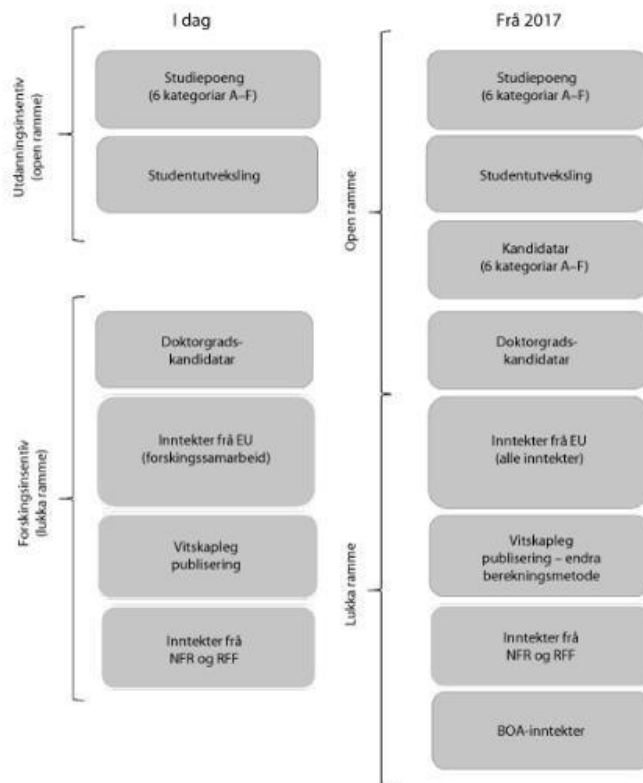 I dag
Utdanningsinsentiv
(open ramme)
Studiepoeng
(6 kategoriar A–F)
Studentutveksling
Forskingsinsentiv
(lukka ramme)
Doktorgrads-
kandidatar
Inntekter frå EU
(forskingssamarbeid)
Vitskapleg
publisering
Inntekter frå
NFR og RFF
Frå 2017
Open ramme
Studiepoeng
(6 kategoriar A–F)
Studentutveksling
Kandidatar
(6 kategoriar A–F)
Doktorgrads-
kandidatar
Lukka ramme
Inntekter frå EU
(alle inntekter)
Vitskapleg
publisering – endra
berekningsmetode
Inntekter frå
NFR og RFF
BOA-inntekter